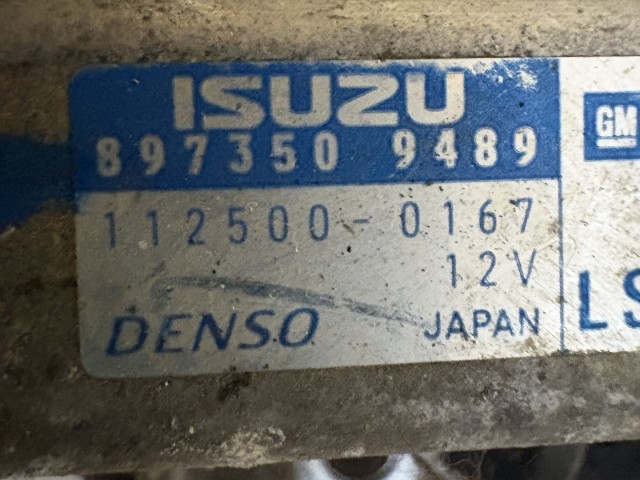 ISUZU
897350 9489
112500-0167
12V
DENSO JAPAN
GM
LS